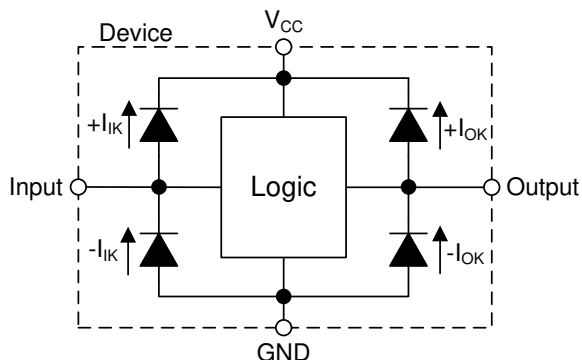 Device
V_CC
+I_IK
+I_OK
Input
Logic
Output
-I_IK
-I_OK
GND